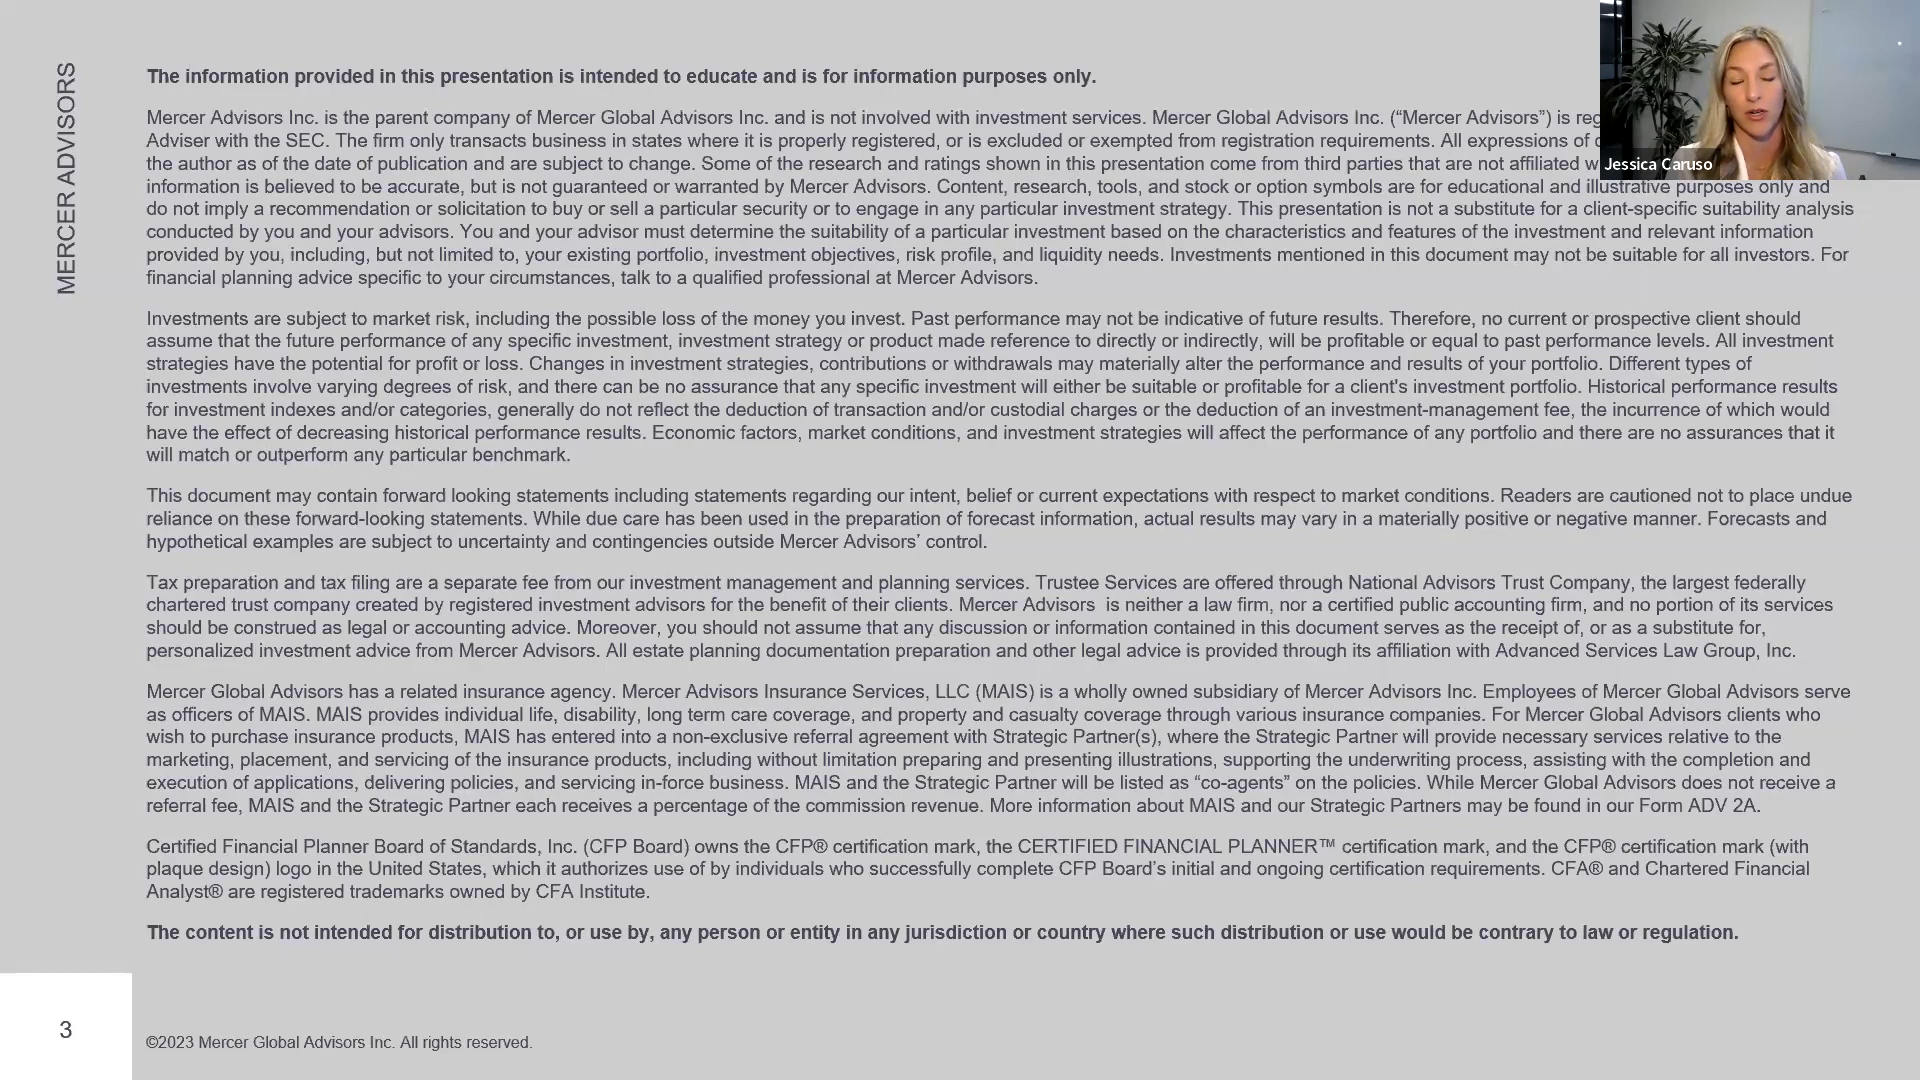 MERCER ADVISORS
The information provided in this presentation is intended to educate and is for information purposes only.
Mercer Advisors Inc. is the parent company of Mercer Global Advisors Inc. and is not involved with investment services. Mercer Global Advisors Inc. (“Mercer Advisors”) is
Adviser with the SEC. The firm only transacts business in states where it is properly registered, or is excluded or exempted from registration requirements. All expressions of
the author as of the date of publication and are subject to change. Some of the research and ratings shown in this presentation come from third parties that are not affiliated
Jessica Caruso
information is believed to be accurate, but is not guaranteed or warranted by Mercer Advisors. Content, research, tools, and stock or option symbols are for educational and illustrative purposes only and
do not imply a recommendation or solicitation to buy or sell a particular security or to engage in any particular investment strategy. This presentation is not a substitute for a client-specific suitability analysis
conducted by you and your advisors. You and your advisor must determine the suitability of a particular investment based on the characteristics and features of the investment and relevant information
provided by you, including, but not limited to, your existing portfolio, investment objectives, risk profile, and liquidity needs. Investments mentioned in this document may not be suitable for all investors. For
financial planning advice specific to your circumstances, talk to a qualified professional at Mercer Advisors.
Investments are subject to market risk, including the possible loss of the money you invest. Past performance may not be indicative of future results. Therefore, no current or prospective client should
assume that the future performance of any specific investment, investment strategy or product made reference to directly or indirectly, will be profitable or equal to past performance levels. All investment
strategies have the potential for profit or loss. Changes in investment strategies, contributions or withdrawals may materially alter the performance and results of your portfolio. Different types of
investments involve varying degrees of risk, and there can be no assurance that any specific investment will either be suitable or profitable for a client's investment portfolio. Historical performance results
for investment indexes and/or categories, generally do not reflect the deduction of transaction and/or custodial charges or the deduction of an investment-management fee, the incurrence of which would
have the effect of decreasing historical performance results. Economic factors, market conditions, and investment strategies will affect the performance of any portfolio and there are no assurances that it
will match or outperform any particular benchmark.
This document may contain forward looking statements including statements regarding our intent, belief or current expectations with respect to market conditions. Readers are cautioned not to place undue
reliance on these forward-looking statements. While due care has been used in the preparation of forecast information, actual results may vary in a materially positive or negative manner. Forecasts and
hypothetical examples are subject to uncertainty and contingencies outside Mercer Advisors’ control.
Tax preparation and tax filing are a separate fee from our investment management and planning services. Trustee Services are offered through National Advisors Trust Company, the largest federally
chartered trust company created by registered investment advisors for the benefit of their clients. Mercer Advisors is neither a law firm, nor a certified public accounting firm, and no portion of its services
should be construed as legal or accounting advice. Moreover, you should not assume that any discussion or information contained in this document serves as the receipt of, or as a substitute for,
personalized investment advice from Mercer Advisors. All estate planning documentation preparation and other legal advice is provided through its affiliation with Advanced Services Law Group, Inc.
Mercer Global Advisors has a related insurance agency. Mercer Advisors Insurance Services, LLC (MAIS) is a wholly owned subsidiary of Mercer Advisors Inc. Employees of Mercer Global Advisors serve
as officers of MAIS. MAIS provides individual life, disability, long term care coverage, and property and casualty coverage through various insurance companies. For Mercer Global Advisors clients who
wish to purchase insurance products, MAIS has entered into a non-exclusive referral agreement with Strategic Partner(s), where the Strategic Partner will provide necessary services relative to the
marketing, placement, and servicing of the insurance products, including without limitation preparing and presenting illustrations, supporting the underwriting process, assisting with the completion and
execution of applications, delivering policies, and servicing in-force business. MAIS and the Strategic Partner will be listed as “co-agents” on the policies. While Mercer Global Advisors does not receive a
referral fee, MAIS and the Strategic Partner each receives a percentage of the commission revenue. More information about MAIS and our Strategic Partners may be found in our Form ADV 2A.
Certified Financial Planner Board of Standards, Inc. (CFP Board) owns the CFP® certification mark, the CERTIFIED FINANCIAL PLANNER™ certification mark, and the CFP® certification mark (with
plaque design) logo in the United States, which it authorizes use of by individuals who successfully complete CFP Board’s initial and ongoing certification requirements. CFA® and Chartered Financial
Analyst® are registered trademarks owned by CFA Institute.
The content is not intended for distribution to, or use by, any person or entity in any jurisdiction or country where such distribution or use would be contrary to law or regulation.
3
©2023 Mercer Global Advisors Inc. All rights reserved.